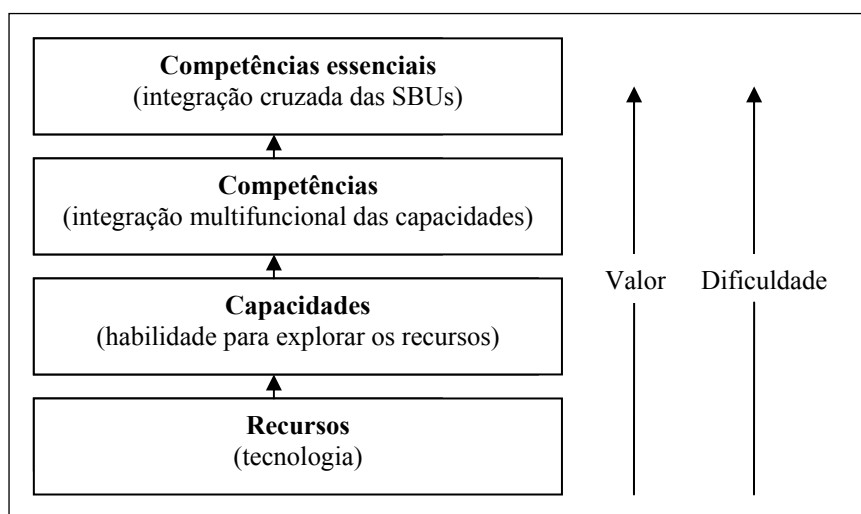 Competências essenciais
(integração cruzada das SBUs)
Competências
(integração multifuncional das capacidades)
Capacidades
(habilidade para explorar os recursos)
Recursos
(tecnologia)
Valor
Dificuldade